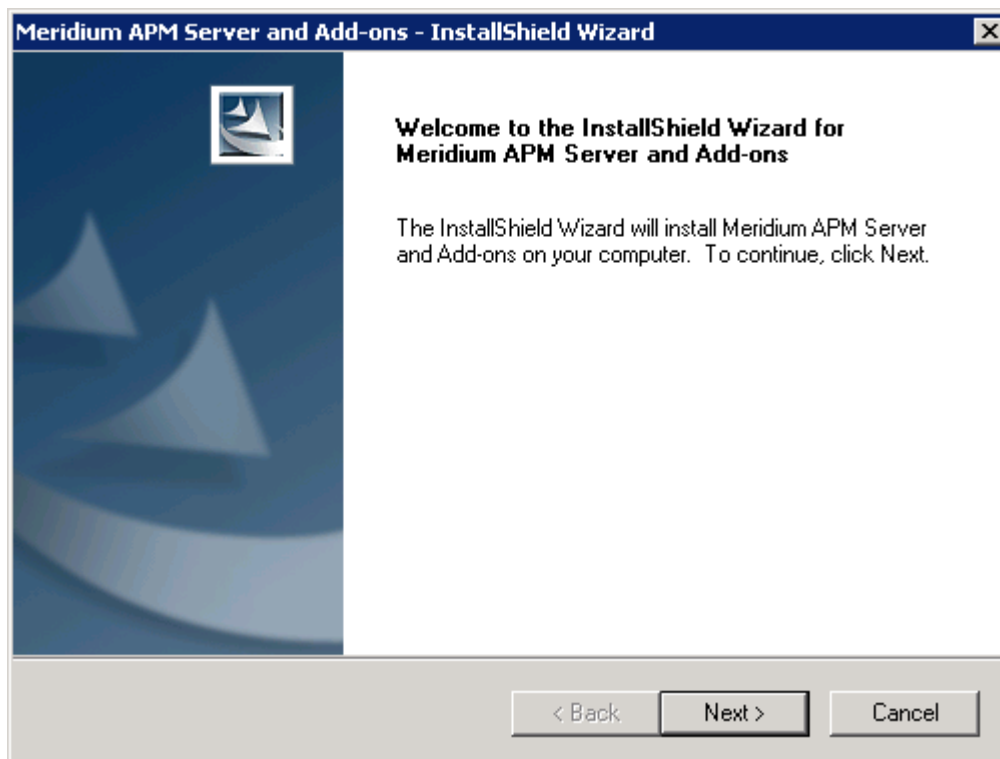 Meridium APM Server and Add-ons - InstallShield Wizard
Welcome to the InstallShield Wizard for
Meridium APM Server and Add-ons
The InstallShield Wizard will install Meridium APM Server
and Add-ons on your computer.  To continue, click Next.
< Back
Next >
Cancel